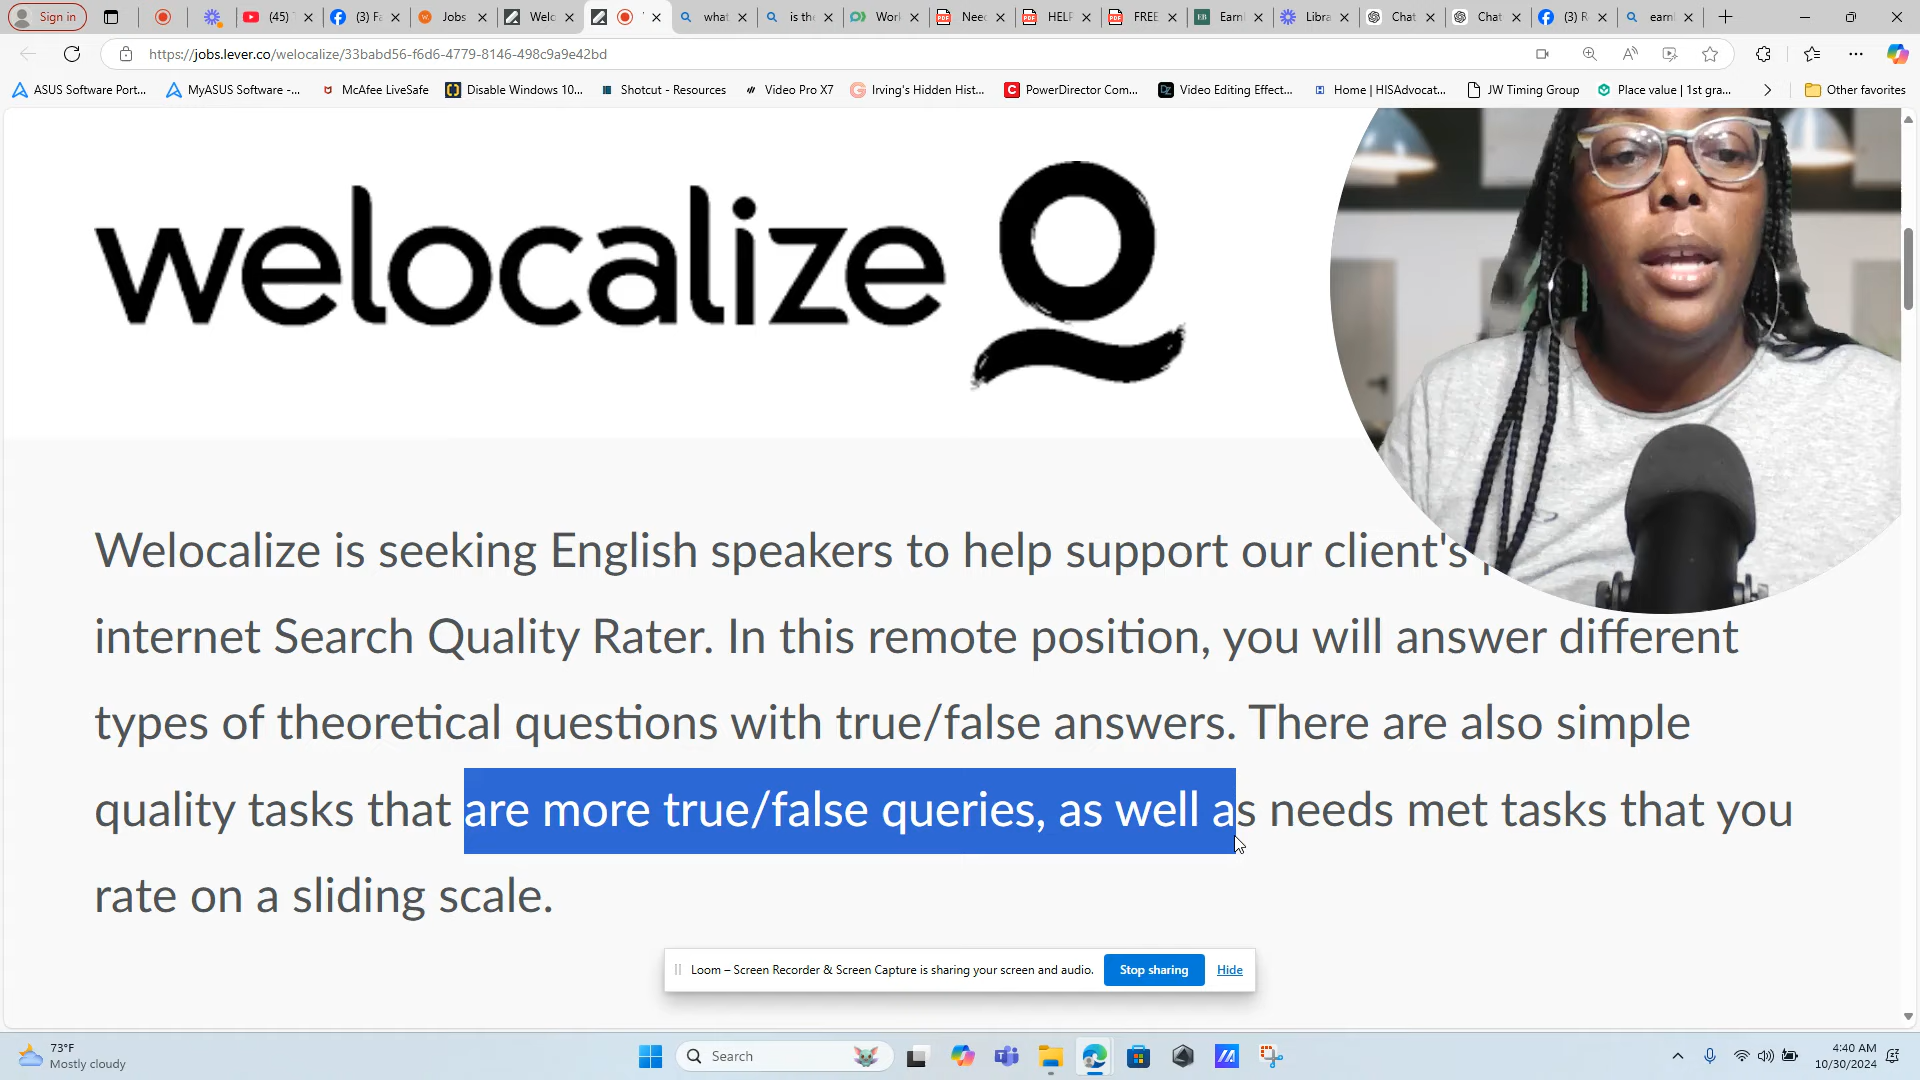 Sign in
(45)
(3) Fa
Jobs
Welc
what
is the
Work
Need
HELP
FREE
Earni
Libra
Chat
Chat
(3) R
earn
https://jobs.lever.co/welocalize/33babd56-f6d6-4779-8146-498c9a9e42bd
ASUS Software Port...
MyASUS Software -...
McAfee LiveSafe
Disable Windows 10...
Shotcut - Resources
Video Pro X7
Irving's Hidden Hist...
PowerDirector Com...
Video Editing Effect...
Home | HISAdvocat...
JW Timing Group
Place value | 1st gra...
Other favorites
welocalize
Welocalize is seeking English speakers to help support our client's
internet Search Quality Rater. In this remote position, you will answer different
types of theoretical questions with true/false answers. There are also simple
quality tasks that are more true/false queries, as well as needs met tasks that you
rate on a sliding scale.
Loom – Screen Recorder & Screen Capture is sharing your screen and audio.
Stop sharing
Hide
73°F
Mostly cloudy
Search
4:40 AM
10/30/2024